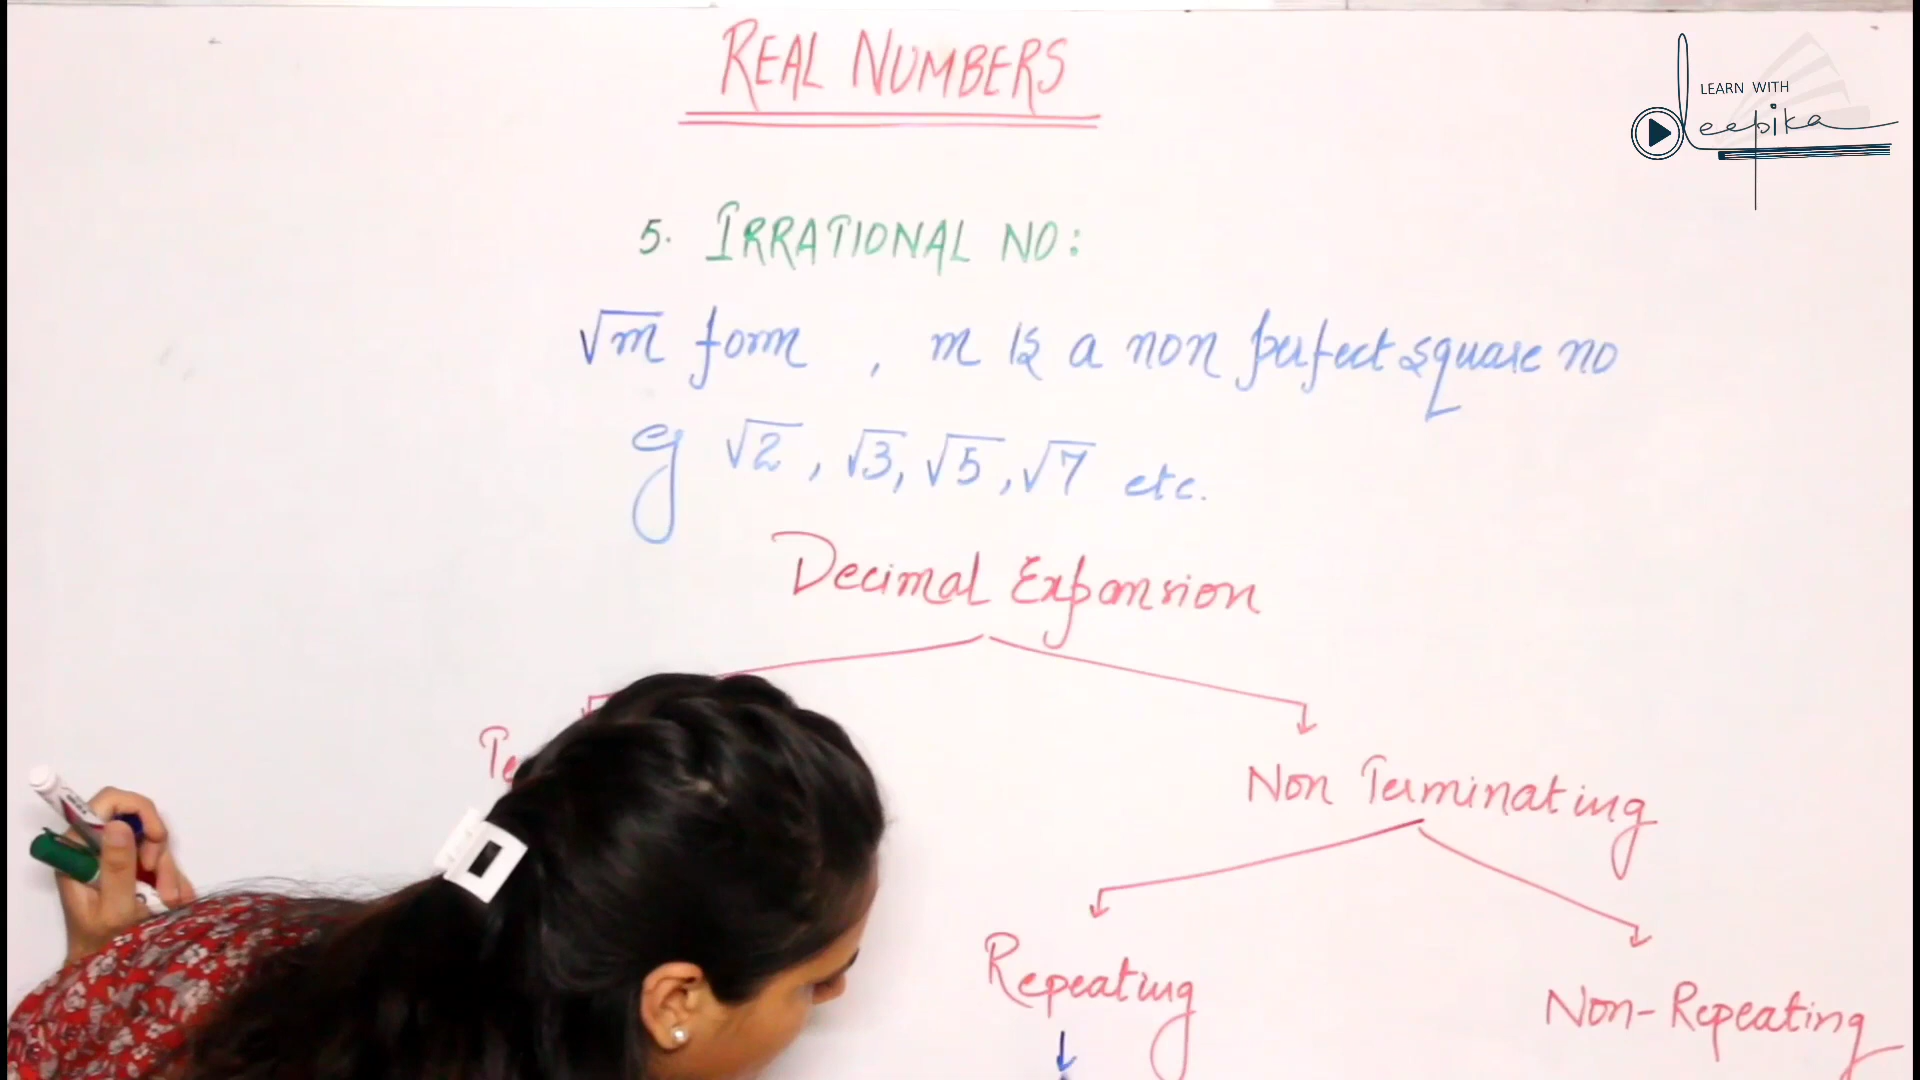 REAL NUMBERS
LEARN WITH
deepika
5. IRRATIONAL NO:
√m form , m is a non perfect square no
eg √2, √3, √5, √7 etc.
Decimal Expansion
Non Terminating
Repeating
Non-Repeating